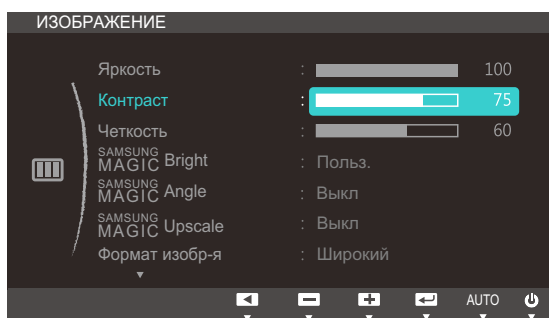 ИЗОБРАЖЕНИЕ
Яркость : 100
Контраст : 75
Четкость : 60
SAMSUNG MAGIC Bright : Польз.
SAMSUNG MAGIC Angle : Выкл
SAMSUNG MAGIC Upscale : Выкл
Формат изобр-я : Широкий
AUTO